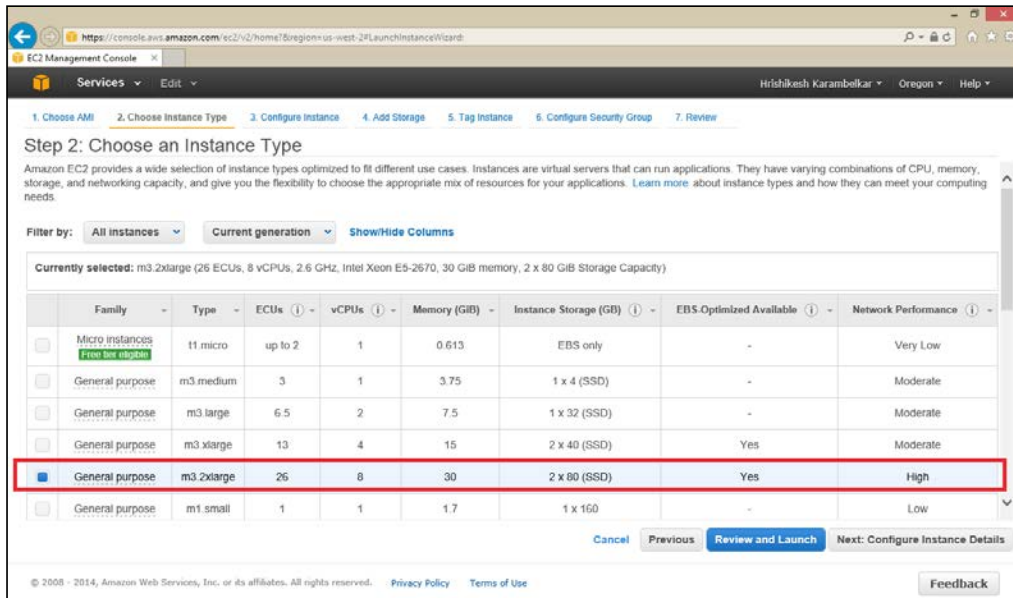 https://console.aws.amazon.com/ec2/v2/home?&region=us-west-2#LaunchInstanceWizard:
EC2 Management Console
Services Edit Hrishikesh Karambelkar Oregon Help
1. Choose AMI 2. Choose Instance Type 3. Configure Instance 4. Add Storage 5. Tag Instance 6. Configure Security Group 7. Review
Step 2: Choose an Instance Type
Amazon EC2 provides a wide selection of instance types optimized to fit different use cases. Instances are virtual servers that can run applications. They have varying combinations of CPU, memory,
storage, and networking capacity, and give you the flexibility to choose the appropriate mix of resources for your applications. Learn more about instance types and how they can meet your computing
needs.
Filter by: All instances Current generation Show/Hide Columns
Currently selected: m3.2xlarge (26 ECUs, 8 vCPUs, 2.6 GHz, Intel Xeon E5-2670, 30 GiB memory, 2 x 80 GiB Storage Capacity)
Family Type ECUs vCPUs Memory (GiB) Instance Storage (GB) EBS-Optimized Available Network Performance
Micro instances
Free tier eligible
t1.micro up to 2 1 0.613 EBS only - Very Low
General purpose m3.medium 3 1 3.75 1 x 4 (SSD) - Moderate
General purpose m3.large 6.5 2 7.5 1 x 32 (SSD) - Moderate
General purpose m3.xlarge 13 4 15 2 x 40 (SSD) Yes Moderate
General purpose m3.2xlarge 26 8 30 2 x 80 (SSD) Yes High
General purpose m1.small 1 1 1.7 1 x 160 - Low
Cancel Previous Review and Launch Next: Configure Instance Details
© 2008 - 2014, Amazon Web Services, Inc. or its affiliates. All rights reserved. Privacy Policy Terms of Use Feedback